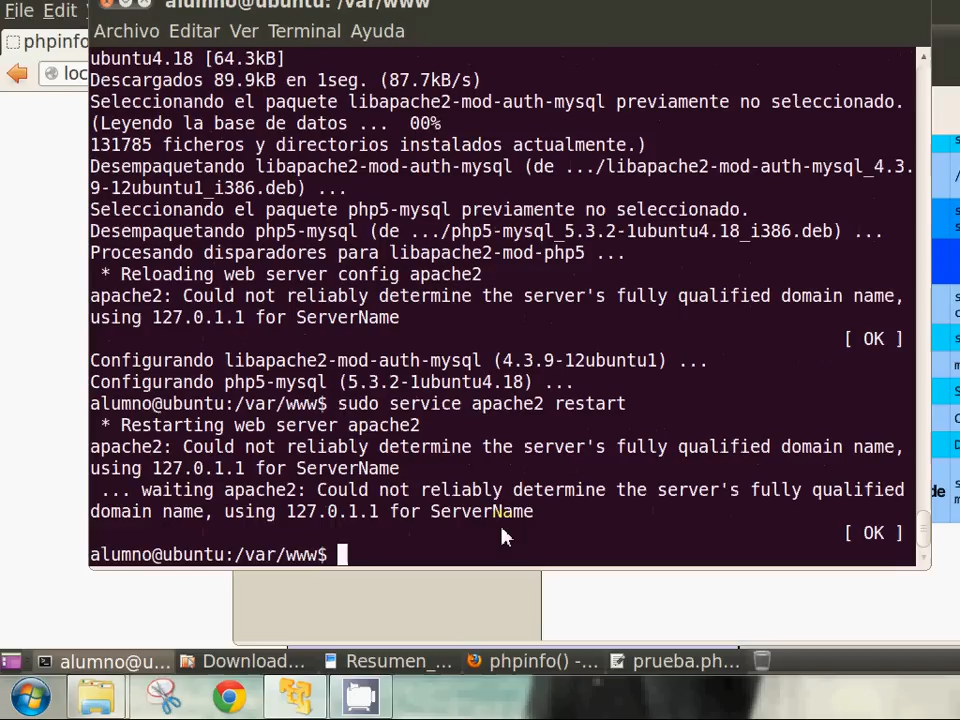 alumno@ubuntu: /var/www
File Edit
Archivo Editar Ver Terminal Ayuda
phpinfo
loc
ubuntu4.18 [64.3kB]
Descargados 89.9kB en 1seg. (87.7kB/s)
Seleccionando el paquete libapache2-mod-auth-mysql previamente no seleccionado.
(Leyendo la base de datos ...  00%
131785 ficheros y directorios instalados actualmente.)
Desempaquetando libapache2-mod-auth-mysql (de .../libapache2-mod-auth-mysql_4.3.
9-12ubuntu1_i386.deb) ...
Seleccionando el paquete php5-mysql previamente no seleccionado.
Desempaquetando php5-mysql (de .../php5-mysql_5.3.2-1ubuntu4.18_i386.deb) ...
Procesando disparadores para libapache2-mod-php5 ...
* Reloading web server config apache2
apache2: Could not reliably determine the server's fully qualified domain name,
using 127.0.1.1 for ServerName
[ OK ]
Configurando libapache2-mod-auth-mysql (4.3.9-12ubuntu1) ...
Configurando php5-mysql (5.3.2-1ubuntu4.18) ...
alumno@ubuntu:/var/www$ sudo service apache2 restart
* Restarting web server apache2
apache2: Could not reliably determine the server's fully qualified domain name,
using 127.0.1.1 for ServerName
... waiting apache2: Could not reliably determine the server's fully qualified
domain name, using 127.0.1.1 for ServerName
[ OK ]
alumno@ubuntu:/var/www$
de
alumno@u... Download... Resumen_... phpinfo() -... prueba.ph...